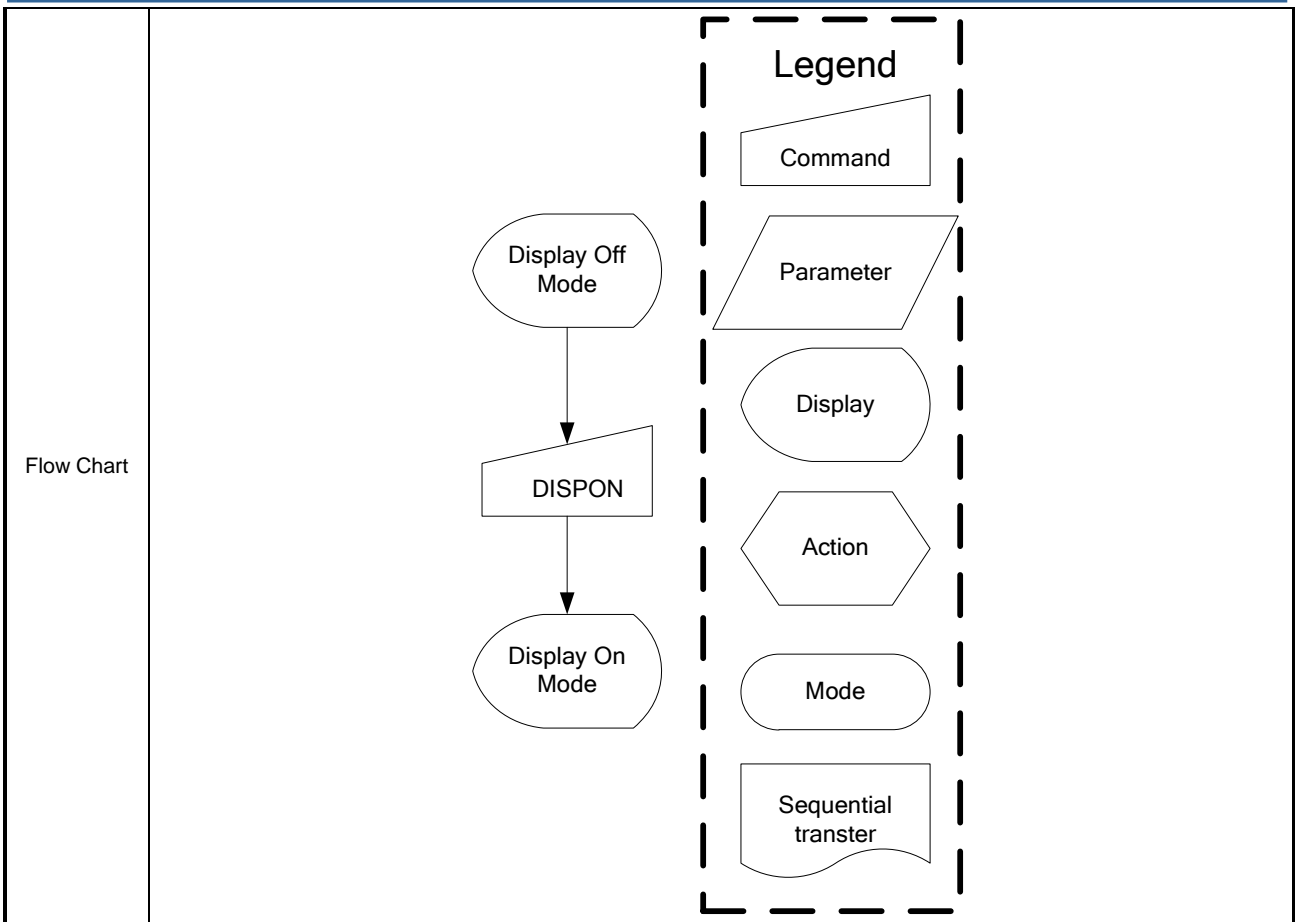 Flow Chart
Display Off
Mode
DISPON
Display On
Mode
Legend
Command
Parameter
Display
Action
Mode
Sequential
transter